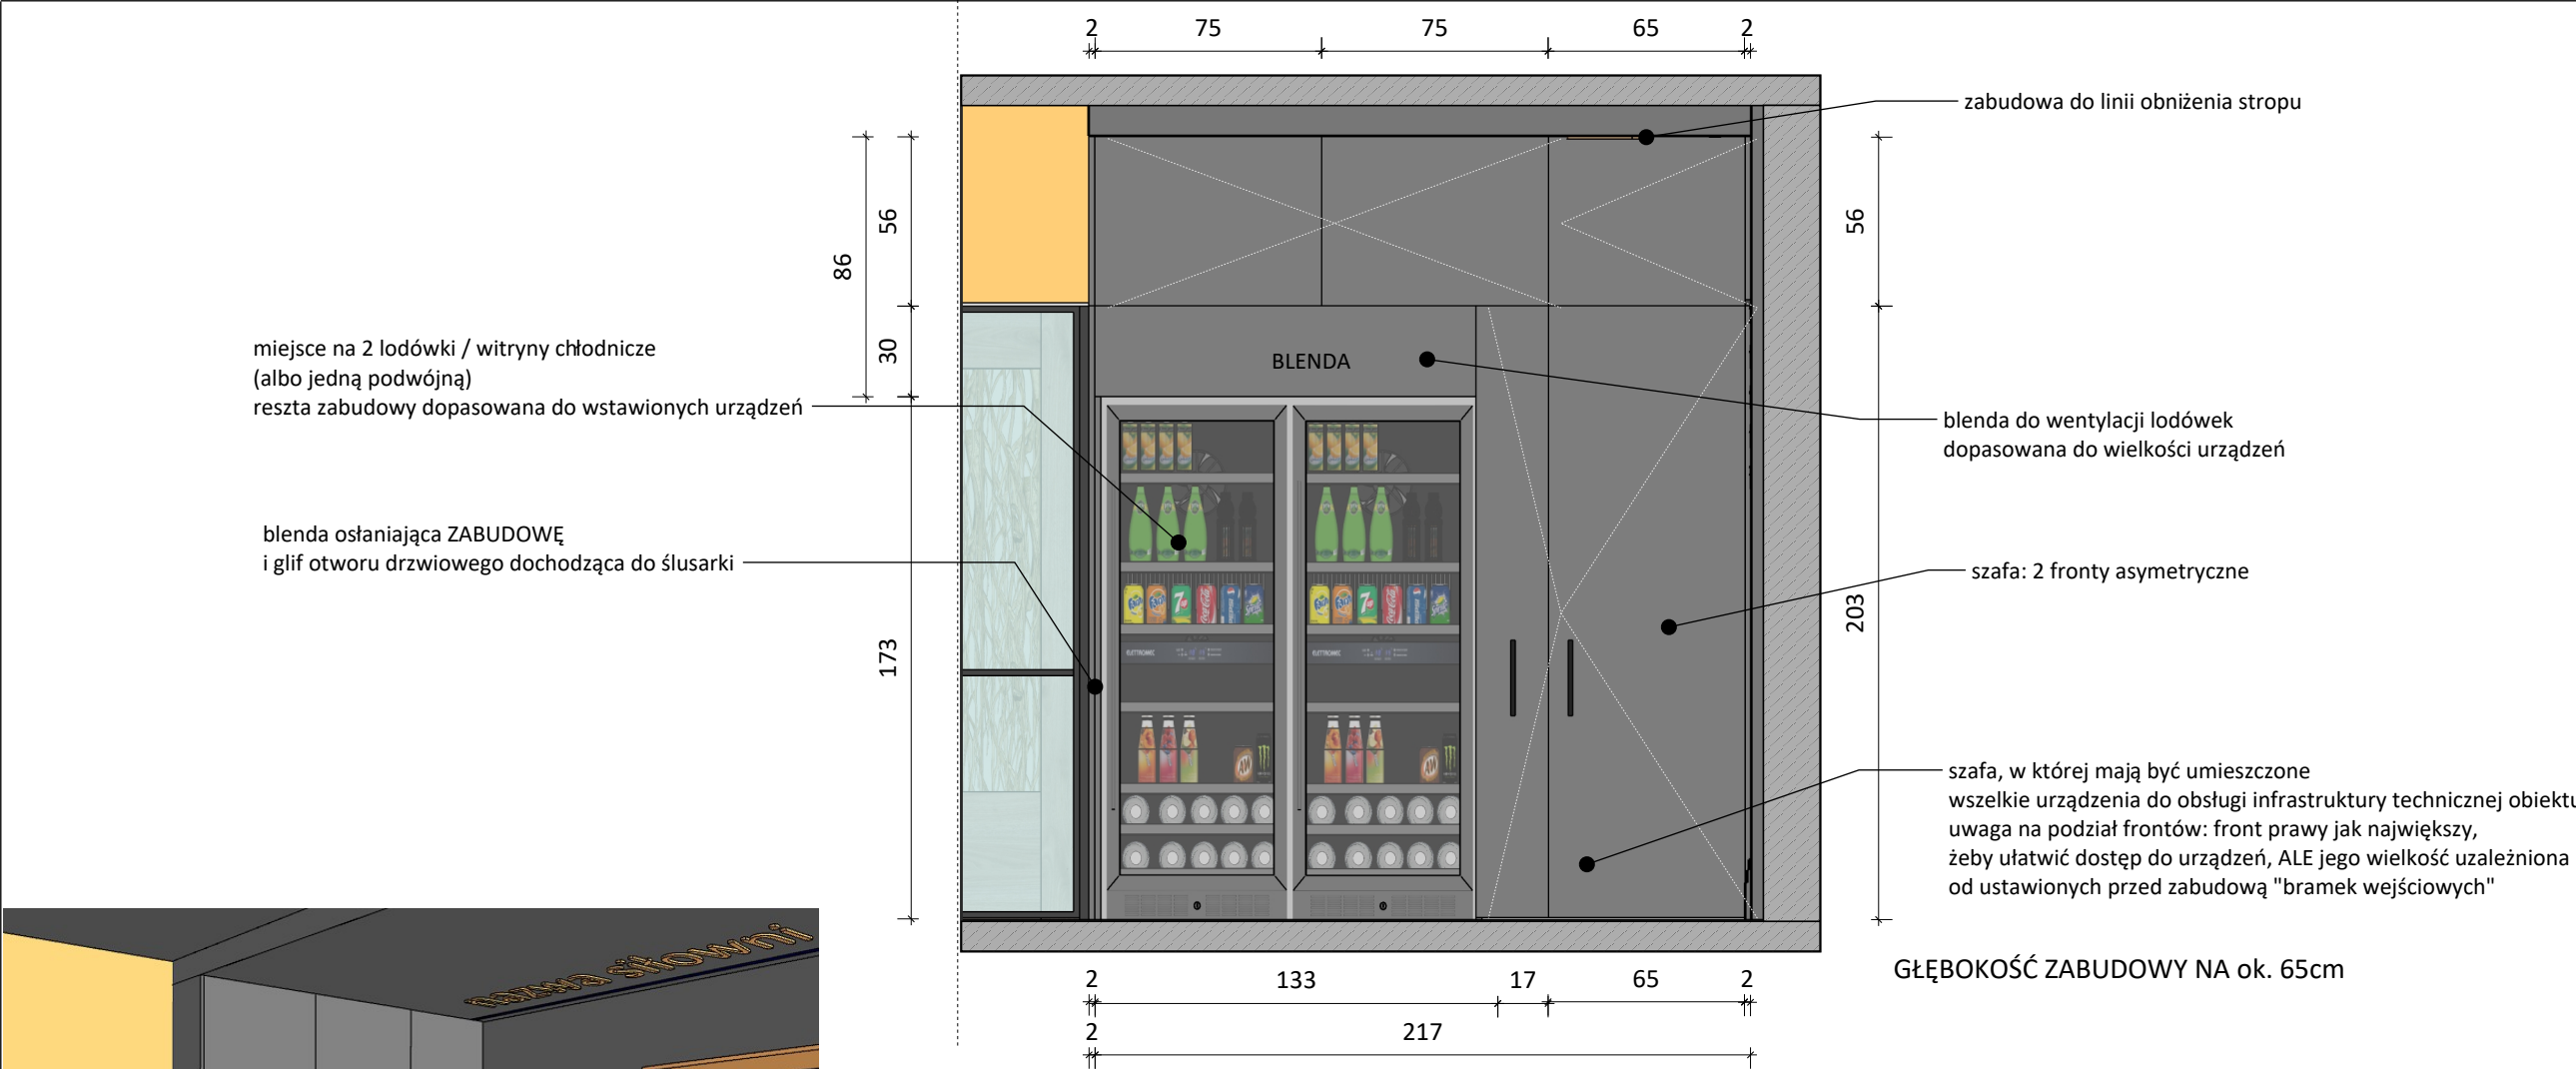 2 75 75 65 2
zabudowa do linii obniżenia stropu
56
86
56
30
miejsce na 2 lodówki / witryny chłodnicze
(albo jedną podwójną)
reszta zabudowy dopasowana do wstawionych urządzeń
BLENDA
blenda do wentylacji lodówek
dopasowana do wielkości urządzeń
blenda osłaniająca ZABUDOWĘ
i glif otworu drzwiowego dochodząca do ślusarki
szafa: 2 fronty asymetryczne
173
203
szafa, w której mają być umieszczone
wszelkie urządzenia do obsługi infrastruktury technicznej obiektu
uwaga na podział frontów: front prawy jak największy,
żeby ułatwić dostęp do urządzeń, ALE jego wielkość uzależniona
od ustawionych przed zabudową "bramek wejściowych"
GŁĘBOKOŚĆ ZABUDOWY NA ok. 65cm
nazwa siłowni
2 133 17 65 2
2 217